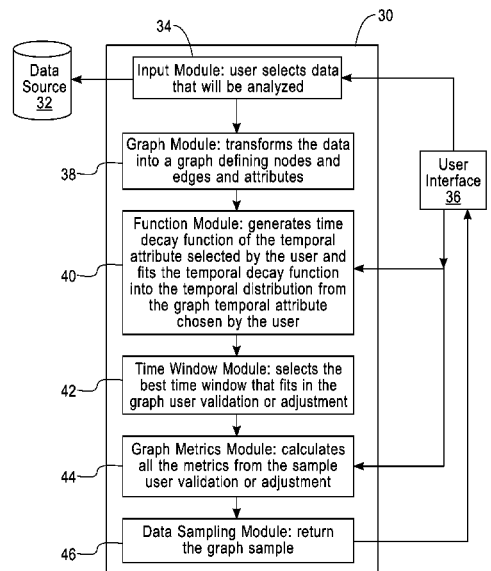 34
30
Data
Source
32
Input Module: user selects data
that will be analyzed
Graph Module: transforms the data
into a graph defining nodes and
edges and attributes
38
User
Interface
36
Function Module: generates time
decay function of the temporal
attribute selected by the user and
fits the temporal decay function
into the temporal distribution from
the graph temporal attribute
chosen by the user
40
Time Window Module: selects the
best time window that fits in the
graph user validation or adjustment
42
Graph Metrics Module: calculates
all the metrics from the sample
user validation or adjustment
44
Data Sampling Module: return
the graph sample
46